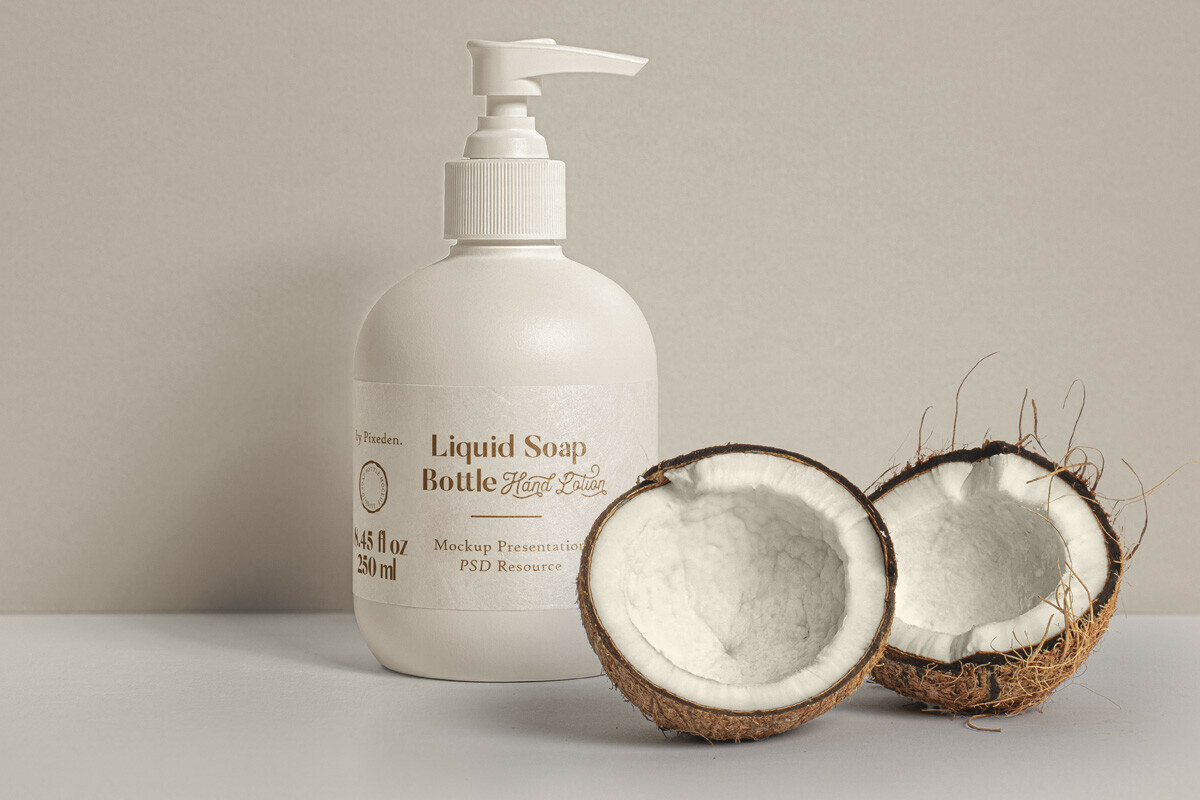 by Pixeden.
8.45 fl oz
250 ml
Liquid Soap
Bottle Hand Lotion
Mockup Presentation
PSD Resource